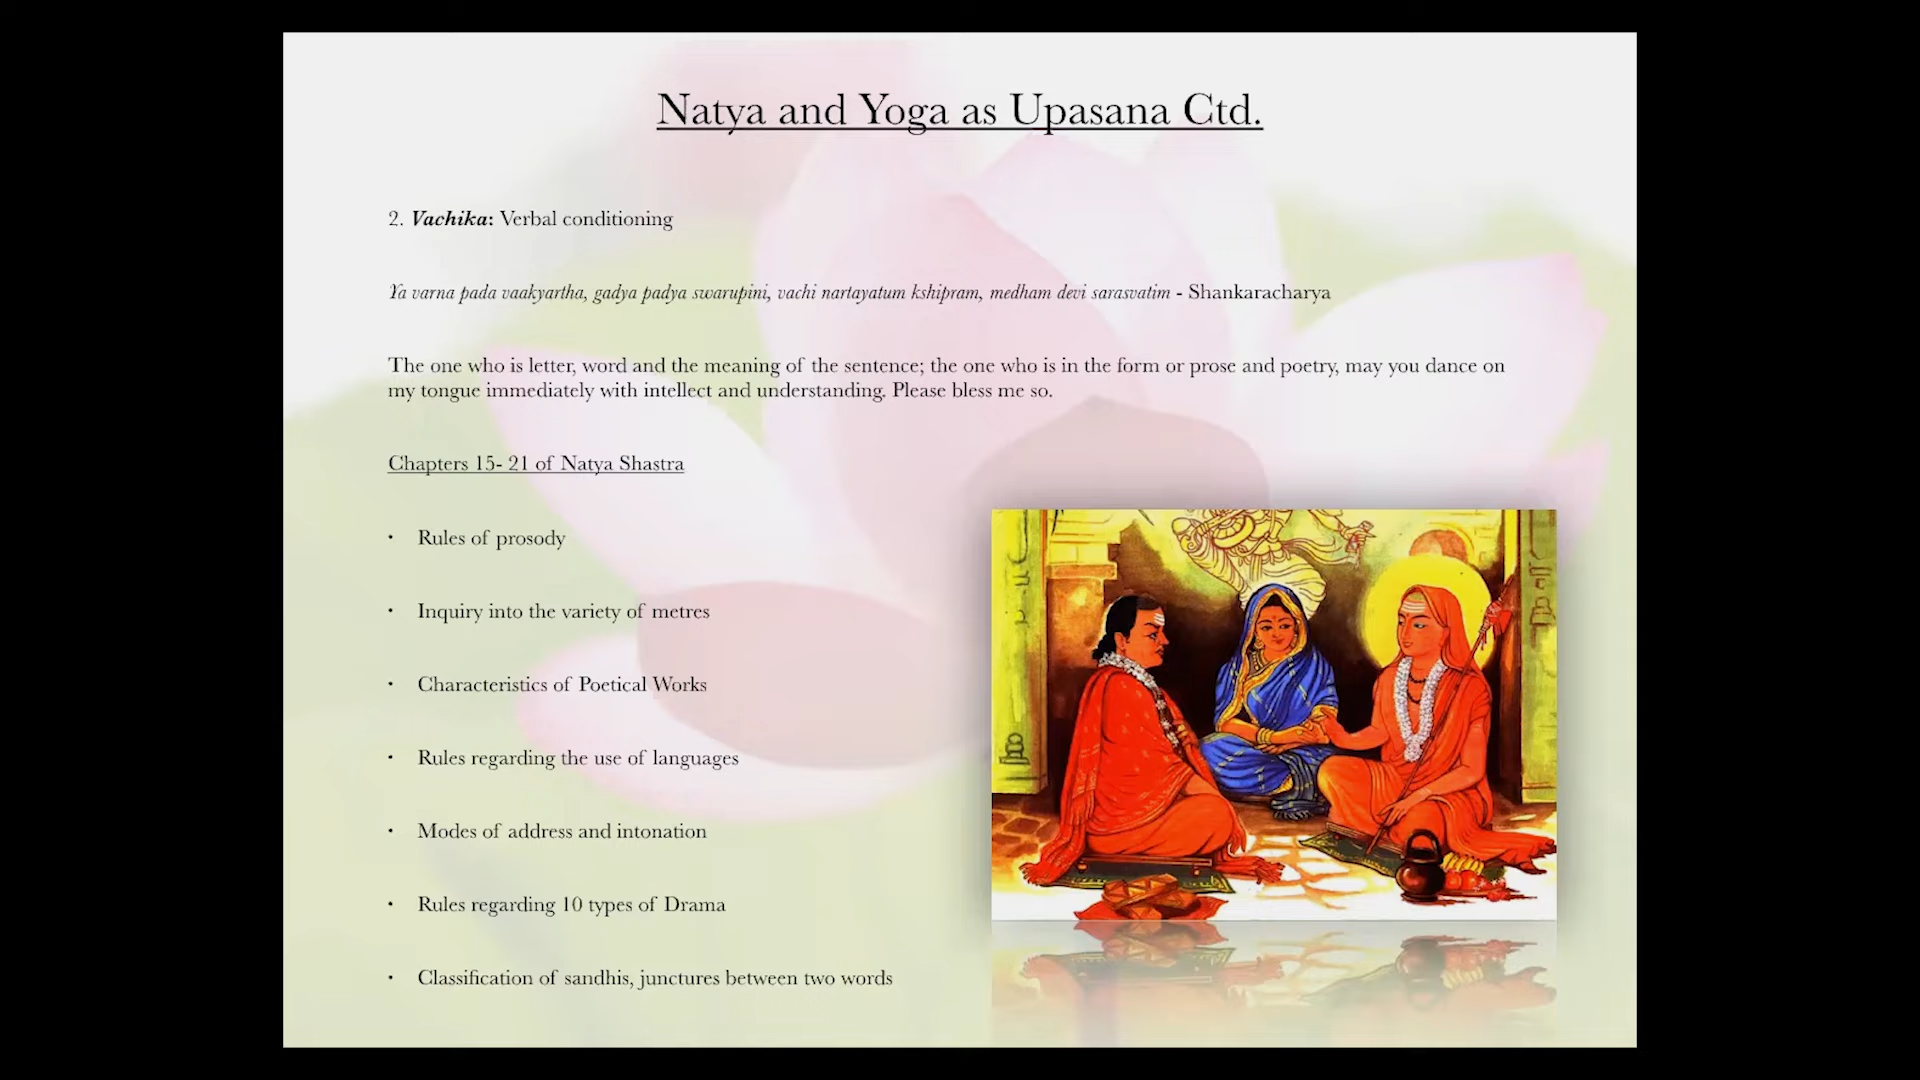 Natya and Yoga as Upasana Ctd.
2. Vachika: Verbal conditioning
Ya varna pada vaakyartha, gadya padya swarupini, vachi nartayatum kshipram, medham devi sarasvatim - Shankaracharya
The one who is letter, word and the meaning of the sentence; the one who is in the form or prose and poetry, may you dance on
my tongue immediately with intellect and understanding. Please bless me so.
Chapters 15- 21 of Natya Shastra
• Rules of prosody
• Inquiry into the variety of metres
• Characteristics of Poetical Works
• Rules regarding the use of languages
• Modes of address and intonation
• Rules regarding 10 types of Drama
• Classification of sandhis, junctures between two words